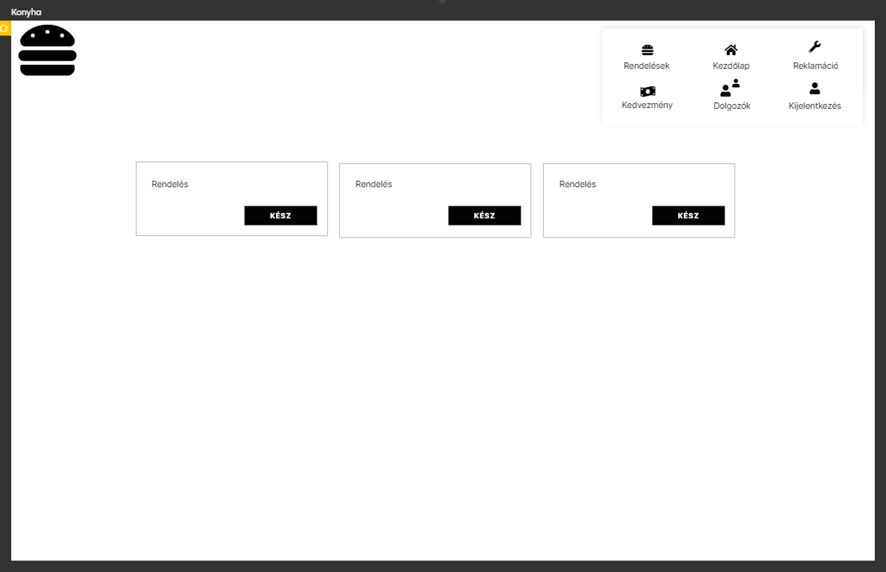 Konyha
Rendelések Kezdőlap Reklamáció
Kedvezmény Dolgozók Kijelentkezés
Rendelés Rendelés Rendelés
KÉSZ KÉSZ KÉSZ